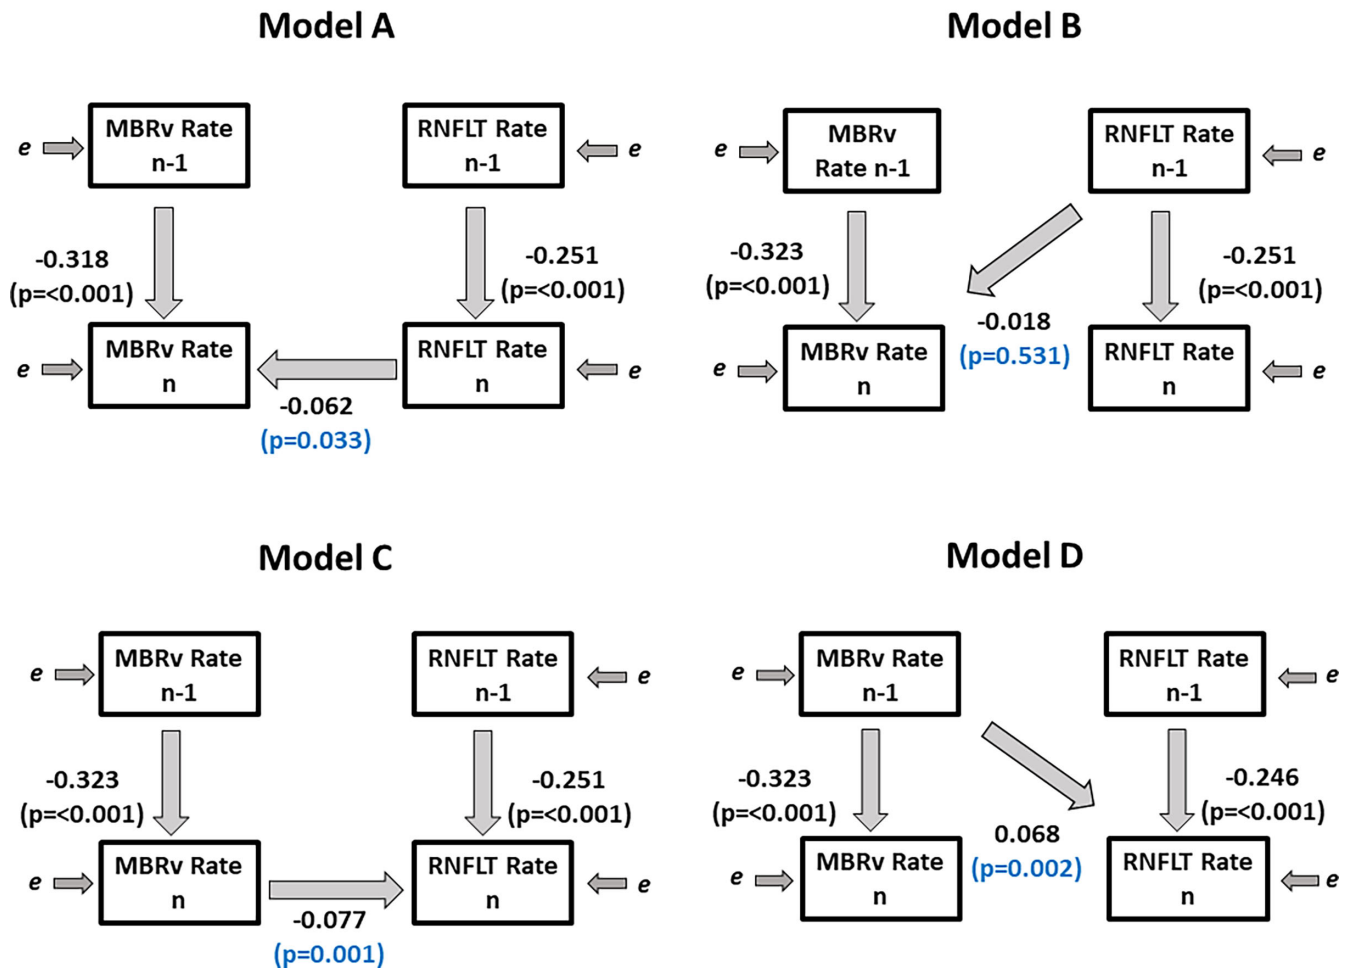 Model A
MBRv Rate
n-1
RNFLT Rate
n-1
e
e
-0.318
(p=<0.001)
-0.251
(p=<0.001)
MBRv Rate
n
RNFLT Rate
n
e
e
-0.062
(p=0.033)
Model B
MBRv
Rate n-1
RNFLT Rate
n-1
e
e
-0.323
(p=<0.001)
-0.018
(p=0.531)
-0.251
(p=<0.001)
MBRv Rate
n
RNFLT Rate
n
e
e
Model C
MBRv Rate
n-1
RNFLT Rate
n-1
e
e
-0.323
(p=<0.001)
-0.251
(p=<0.001)
MBRv Rate
n
RNFLT Rate
n
e
e
-0.077
(p=0.001)
Model D
MBRv Rate
n-1
RNFLT Rate
n-1
e
e
-0.323
(p=<0.001)
0.068
(p=0.002)
-0.246
(p=<0.001)
MBRv Rate
n
RNFLT Rate
n
e
e